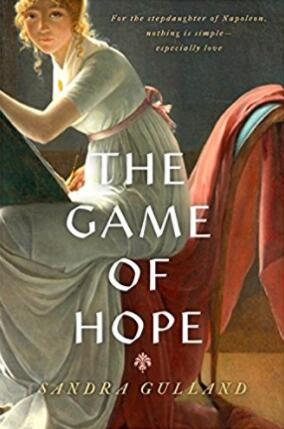 For the stepdaughter of Napoleon,
nothing is simple—
especially love
THE
GAME
OF
HOPE
SANDRA GULLAND